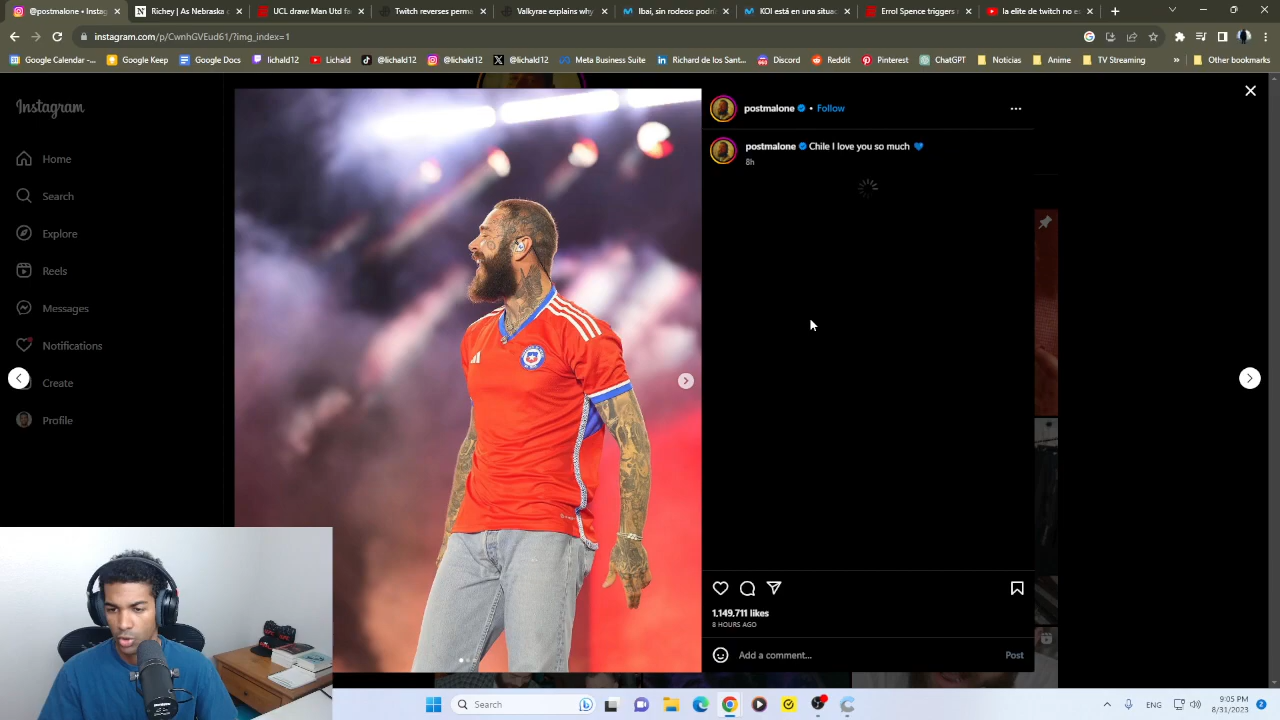 @postmalone • Instag
Richey | As Nebraska c
UCL draw Man Utd fa
Twitch reverses perma
Valkyrae explains why
Ibai, sin rodeos podrí
KOI está en una situac
Errol Spence triggers
la elite de twitch no es
instagram.com/p/CwnhGVEud61/?img_index=1
Google Calendar -...
Google Keep
Google Docs
lichald12
Lichald
@lichald12
@lichald12
@lichald12
Meta Business Suite
Richard de los Sant...
Discord
Reddit
Pinterest
ChatGPT
Noticias
Anime
TV Streaming
Other bookmarks
Instagram
Home
Search
Explore
Reels
Messages
Notifications
Create
Profile
postmalone • Follow
postmalone Chile I love you so much 💙
8h
1,149,711 likes
8 HOURS AGO
Add a comment...
Post
Search
ENG
9:05 PM
8/31/2023
2